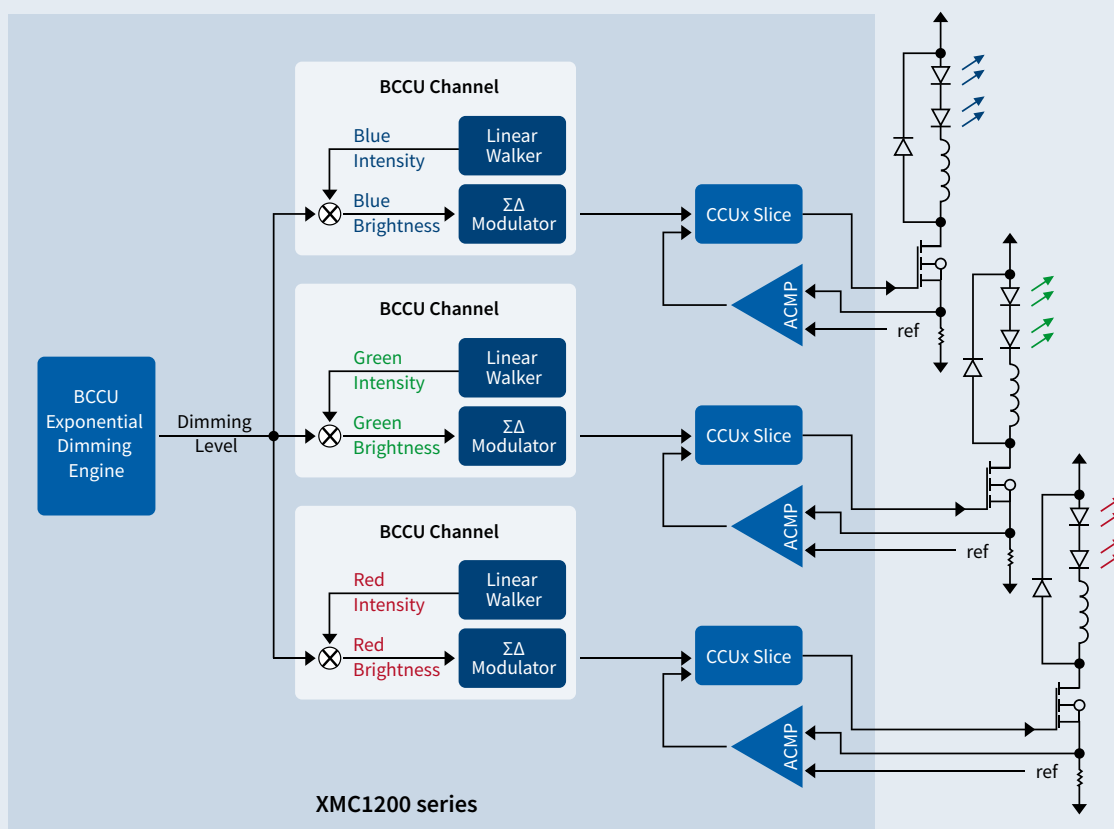 BCCU Channel
Blue
Intensity
Linear
Walker
Blue
Brightness
ΣΔ
Modulator
CCUx Slice
ACMP
ref
BCCU
Exponential
Dimming
Engine
Dimming
Level
BCCU Channel
Green
Intensity
Linear
Walker
Green
Brightness
ΣΔ
Modulator
CCUx Slice
ACMP
ref
BCCU Channel
Red
Intensity
Linear
Walker
Red
Brightness
ΣΔ
Modulator
CCUx Slice
ACMP
ref
XMC1200 series